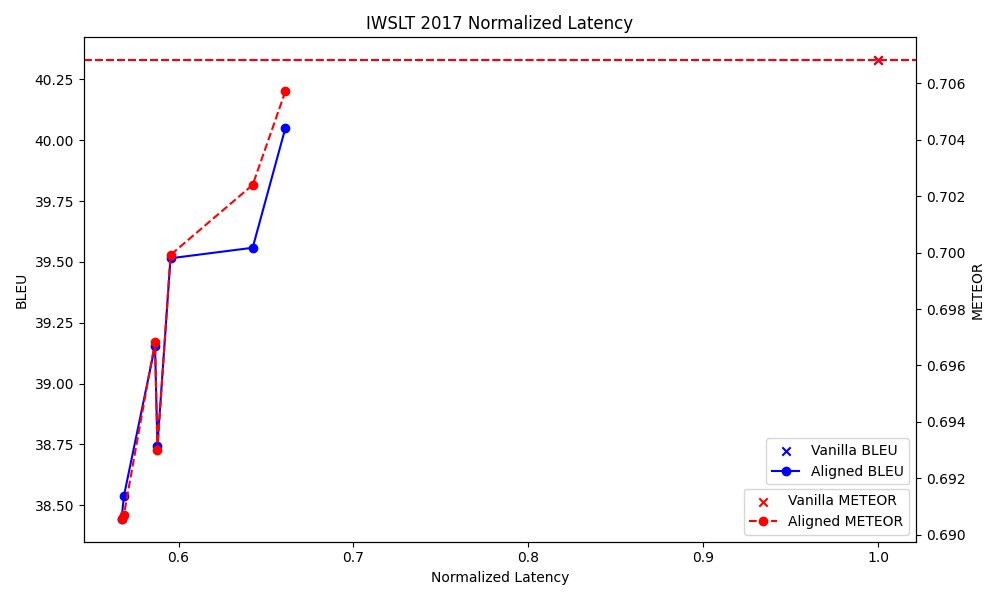 IWSLT 2017 Normalized Latency
BLEU
40.25
40.00
39.75
39.50
39.25
39.00
38.75
38.50
0.706
0.704
0.702
0.700
0.698
0.696
0.694
0.692
0.690
METEOR
Vanilla BLEU
Aligned BLEU
Vanilla METEOR
Aligned METEOR
0.6
0.7
0.8
0.9
1.0
Normalized Latency